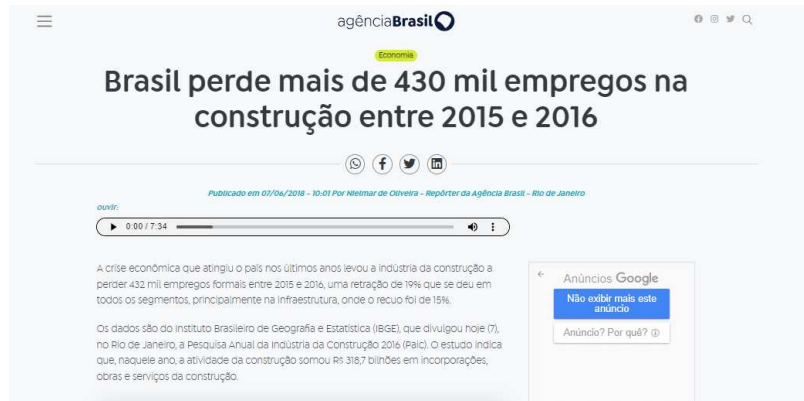 agênciaBrasil
Economia
Brasil perde mais de 430 mil empregos na
construção entre 2015 e 2016
Publicado em 07/06/2018 - 10:01 Por Nielmar de Oliveira - Repórter da Agência Brasil - Rio de Janeiro
ouvir:
0:00 / 7:34
A crise econômica que atingiu o país nos últimos anos levou a indústria da construção a
perder 432 mil empregos formais entre 2015 e 2016, uma retração de 19% que se deu em
todos os segmentos, principalmente na infraestrutura, onde o recuo foi de 15%.
Os dados são do Instituto Brasileiro de Geografia e Estatística (IBGE), que divulgou hoje (7),
no Rio de Janeiro, a Pesquisa Anual da Indústria da Construção 2016 (Paic). O estudo indica
que, naquele ano, a atividade da construção somou R$ 318,7 bilhões em incorporações,
obras e serviços da construção.
Anúncios Google
Não exibir mais este
anúncio
Anúncio? Por quê?